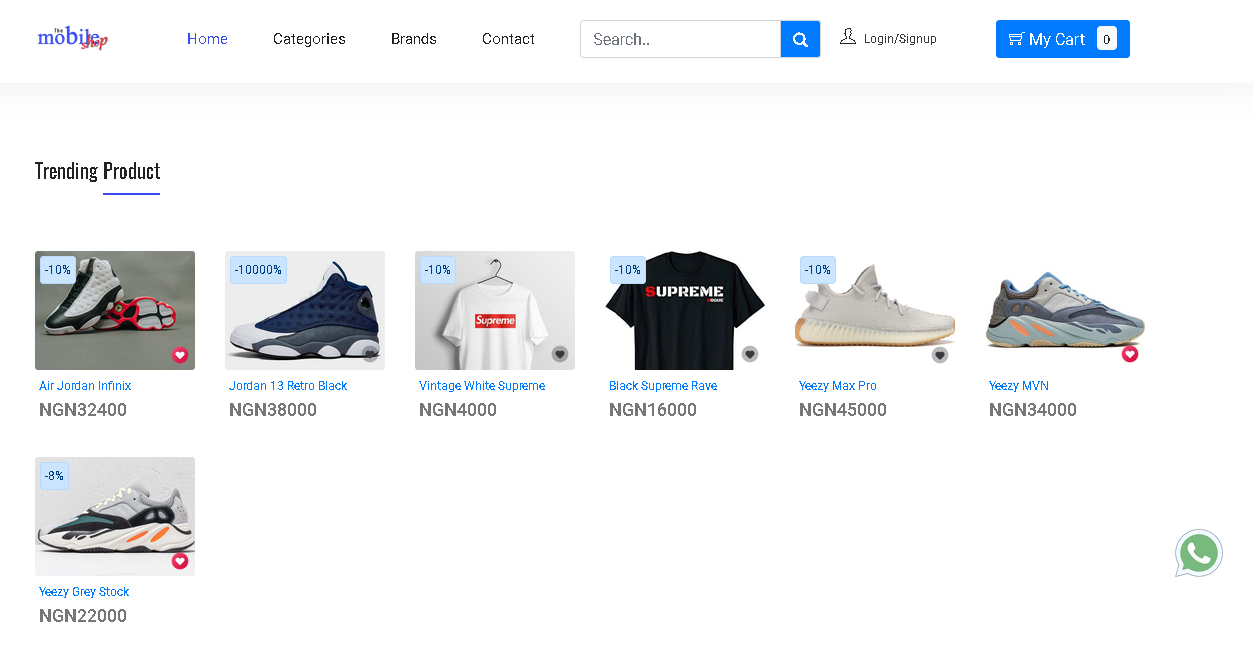 The
mobile
shop
Home
Categories
Brands
Contact
Search..
Login/Signup
My Cart 0
Trending Product
-10%
-10000%
-10%
-10%
-10%
Supreme
SUPREME
ROGUE
Air Jordan Infinix
Jordan 13 Retro Black
Vintage White Supreme
Black Supreme Rave
Yeezy Max Pro
Yeezy MVN
NGN32400
NGN38000
NGN4000
NGN16000
NGN45000
NGN34000
-8%
Yeezy Grey Stock
NGN22000